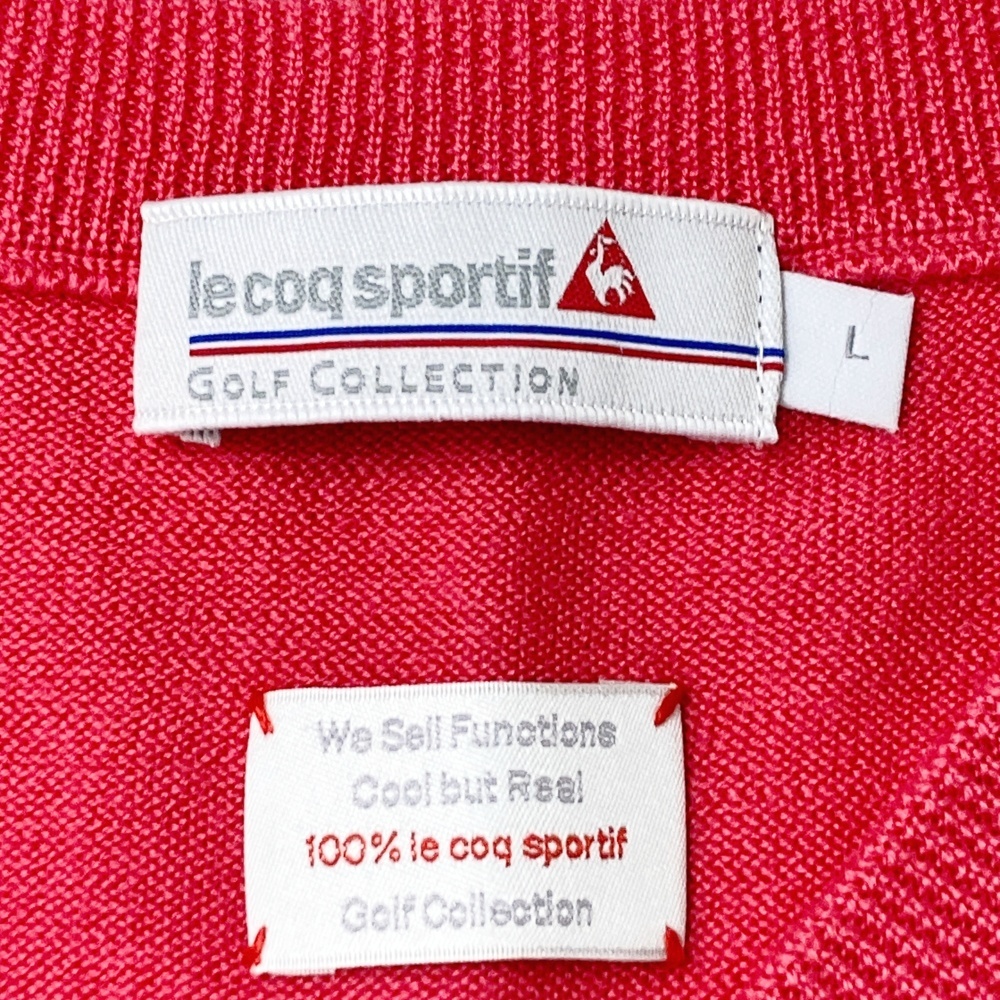 le coq sportif
GOLF COLLECTION
L
We Sell Functions
Cool but Real
100% le coq sportif
Golf Collection